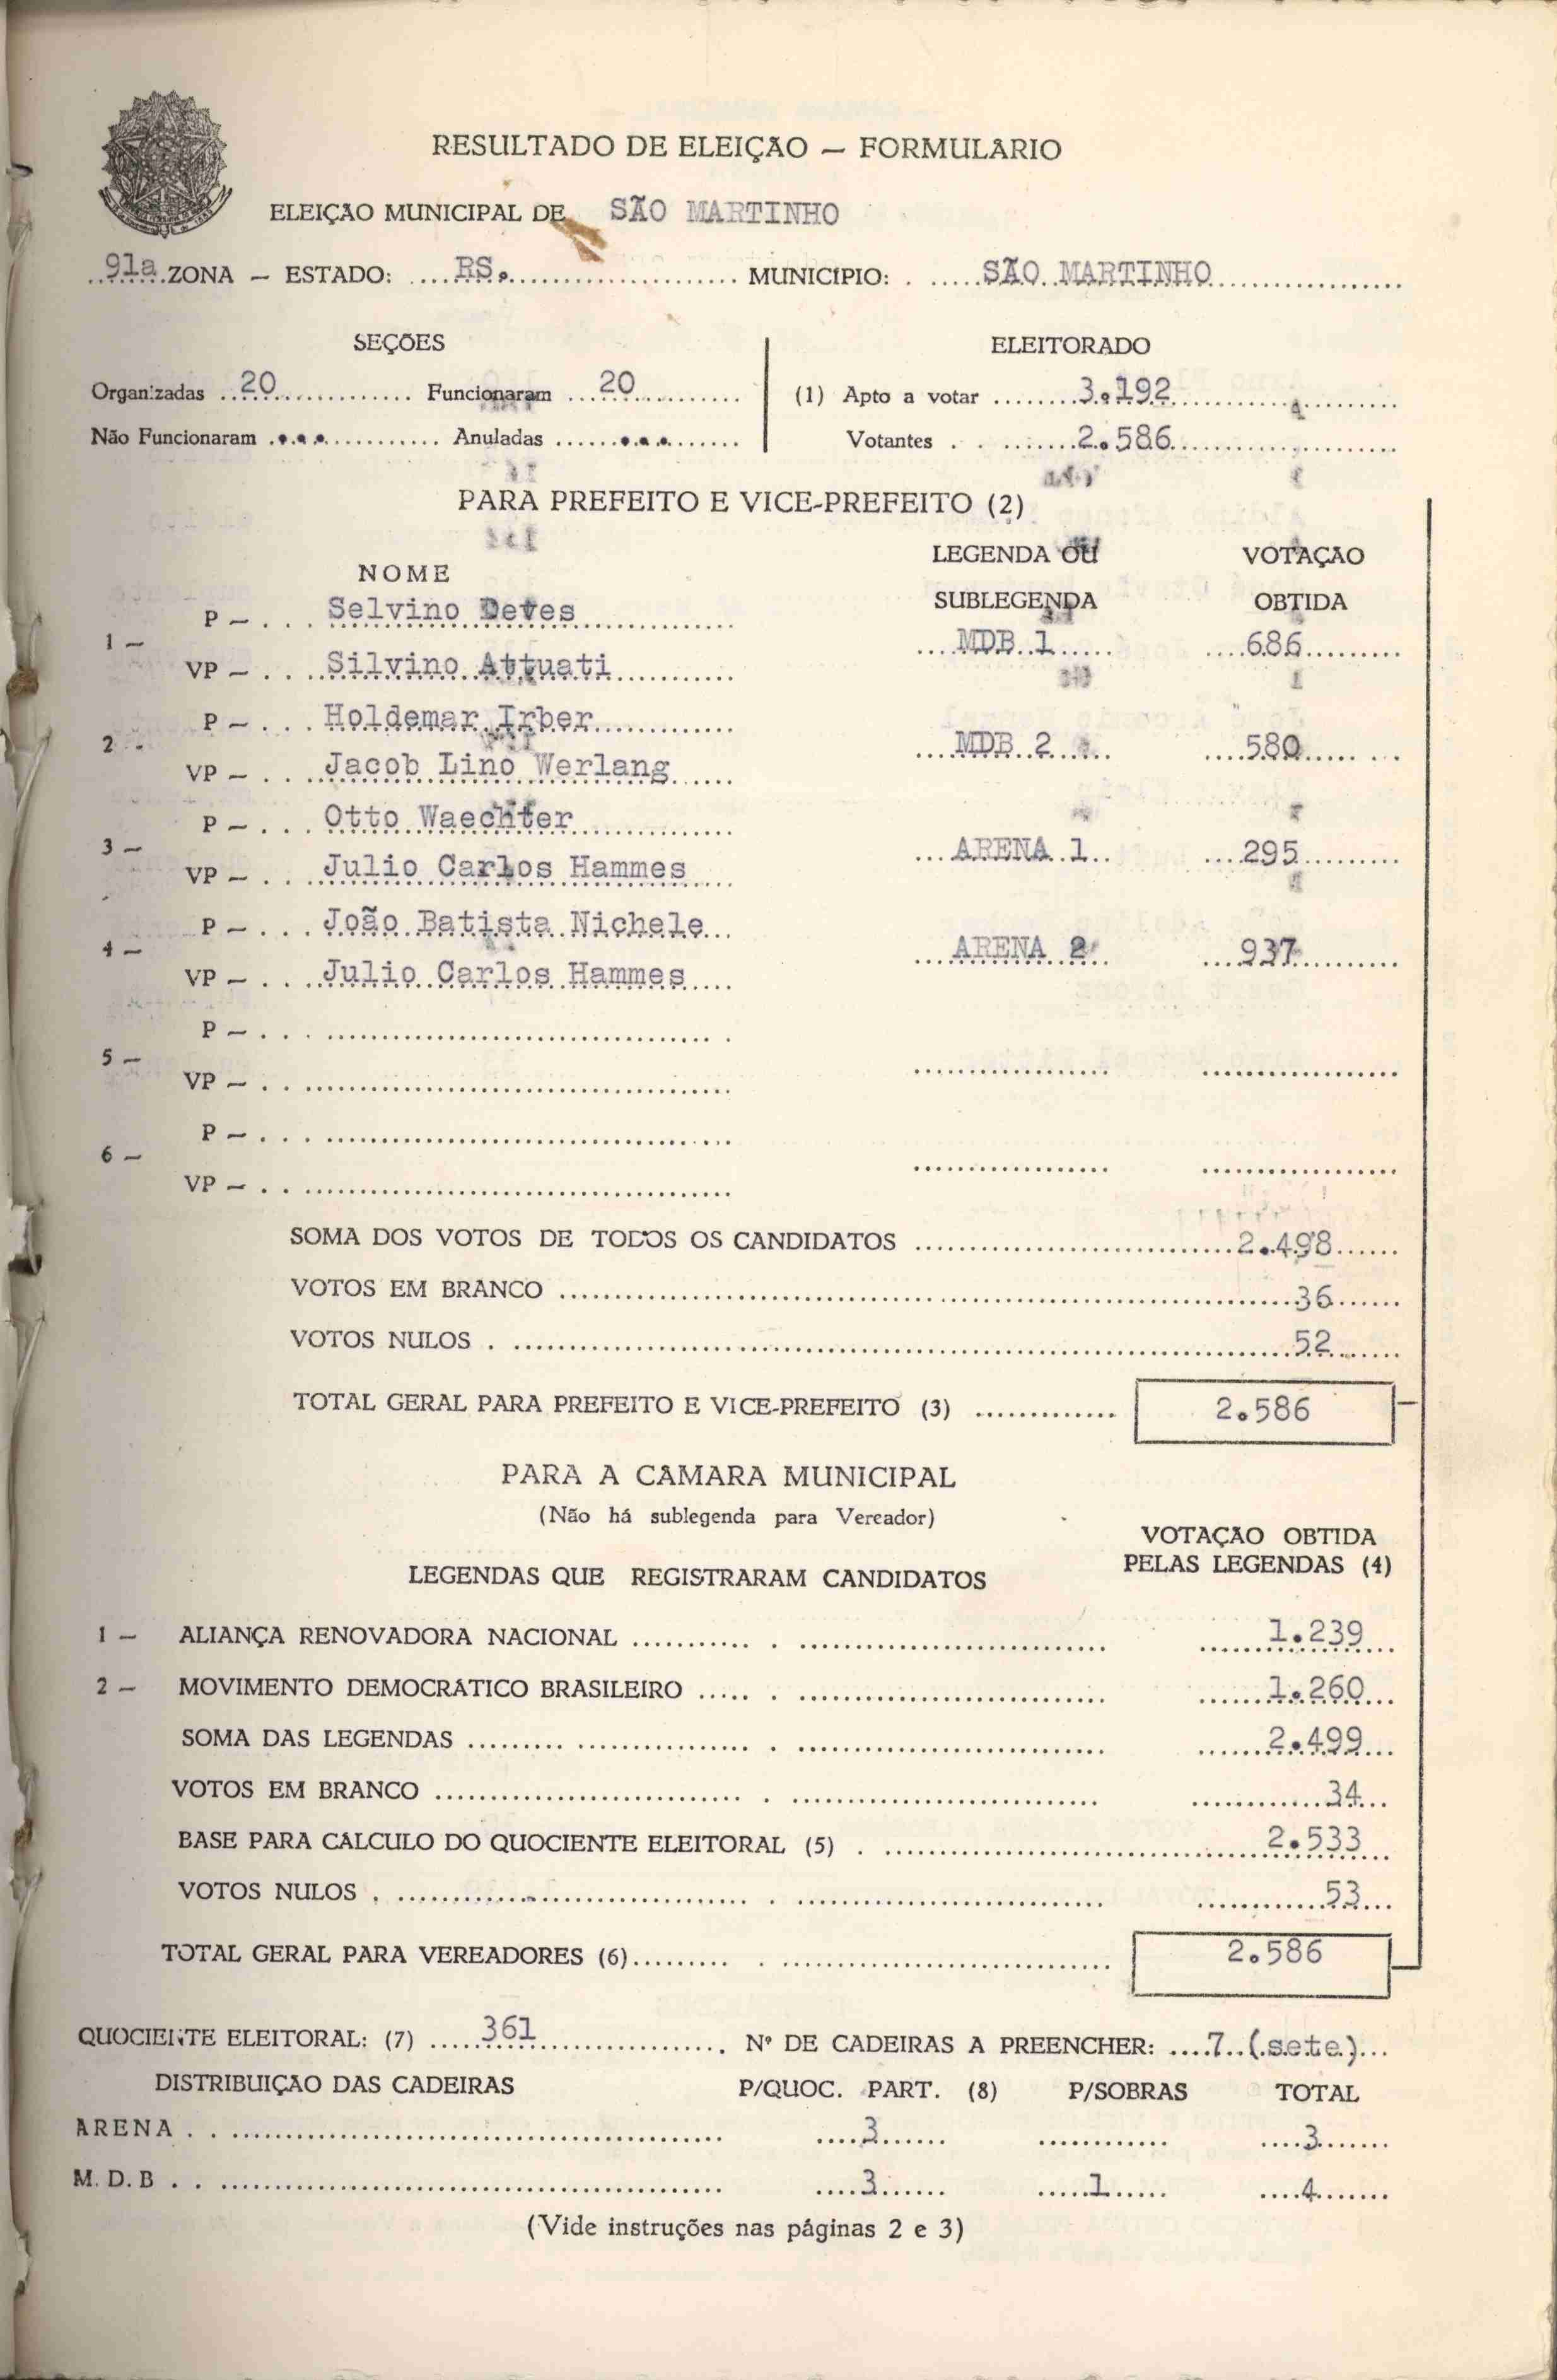 RESULTADO DE ELEIÇÃO — FORMULARIO
ELEIÇÃO MUNICIPAL DE SÃO MARTINHO
91a ZONA — ESTADO: RS. MUNICIPIO: SÃO MARTINHO
SEÇÕES ELEITORADO
Organizadas 20 Funcionaram 20 (1) Apto a votar 3.192
Não Funcionaram ... Anuladas ... Votantes 2.586
PARA PREFEITO E VICE-PREFEITO (2)
NOME LEGENDA OU SUBLEGENDA VOTAÇÃO OBTIDA
1 — P — Selvino Detes
VP — Silvino Attuati MDB 1 686
2 - P — Holdemar Irber
VP — Jacob Lino Werlang MDB 2 580
3 — P — Otto Waechter
VP — Julio Carlos Hammes ARENA 1 295
4 — P — João Batista Nichele
VP — Julio Carlos Hammes ARENA 2 937
5 — P —
VP —
6 — P —
VP —
SOMA DOS VOTOS DE TODOS OS CANDIDATOS 2.498
VOTOS EM BRANCO 36
VOTOS NULOS 52
TOTAL GERAL PARA PREFEITO E VICE-PREFEITO (3) 2.586
PARA A CAMARA MUNICIPAL
(Não há sublegenda para Vereador)
LEGENDAS QUE REGISTRARAM CANDIDATOS VOTAÇÃO OBTIDA PELAS LEGENDAS (4)
1 — ALIANÇA RENOVADORA NACIONAL 1.239
2 — MOVIMENTO DEMOCRATICO BRASILEIRO 1.260
SOMA DAS LEGENDAS 2.499
VOTOS EM BRANCO 34
BASE PARA CALCULO DO QUOCIENTE ELEITORAL (5) 2.533
VOTOS NULOS 53
TOTAL GERAL PARA VEREADORES (6) 2.586
QUOCIENTE ELEITORAL: (7) 361 Nº DE CADEIRAS A PREENCHER: 7 (sete)
DISTRIBUIÇÃO DAS CADEIRAS P/QUOC. PART. (8) P/SOBRAS TOTAL
ARENA 3 3
M. D. B 3 1 4
(Vide instruções nas páginas 2 e 3)